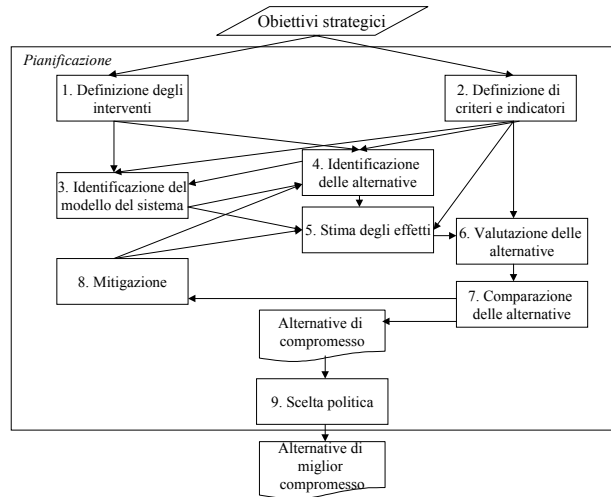 Obiettivi strategici
Pianificazione
1. Definizione degli
interventi
2. Definizione di
criteri e indicatori
4. Identificazione
delle alternative
3. Identificazione del
modello del sistema
5. Stima degli effetti
6. Valutazione delle
alternative
8. Mitigazione
7. Comparazione
delle alternative
Alternative di
compromesso
9. Scelta politica
Alternative di
miglior
compromesso